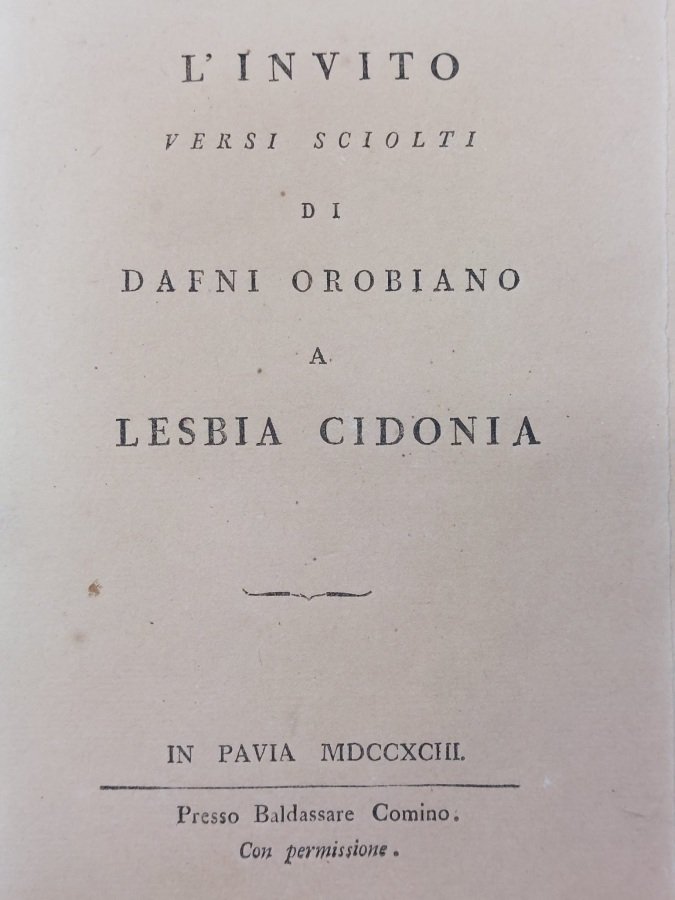 L'INVITO
VERSI SCIOLTI
DI
DAFNI OROBIANO
A
LESBIA CIDONIA
IN PAVIA MDCCXCIII.
Presso Baldassare Comino.
Con permissione.